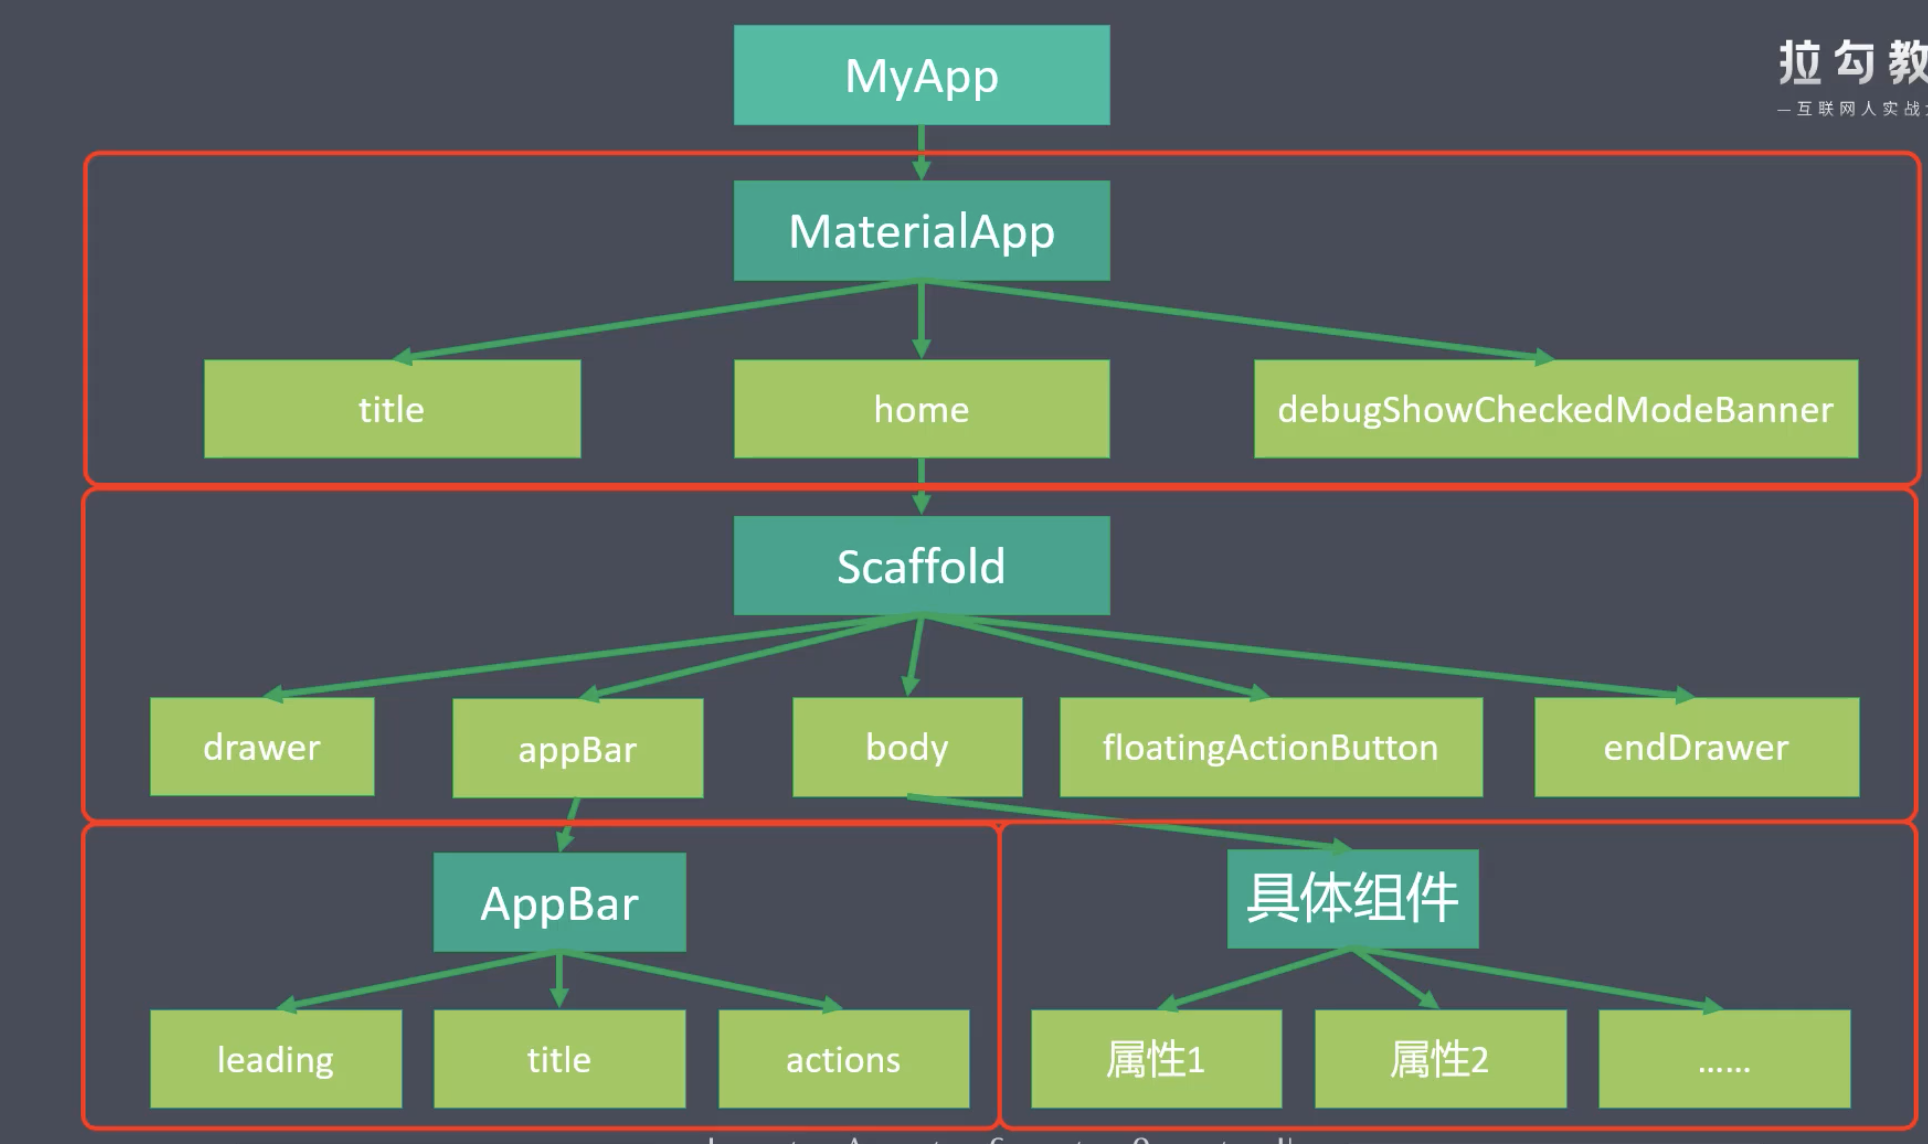 MyApp
拉勾教
—互联网人实战
MaterialApp
title
home
debugShowCheckedModeBanner
Scaffold
drawer
appBar
body
floatingActionButton
endDrawer
AppBar
具体组件
leading
title
actions
属性1
属性2
......